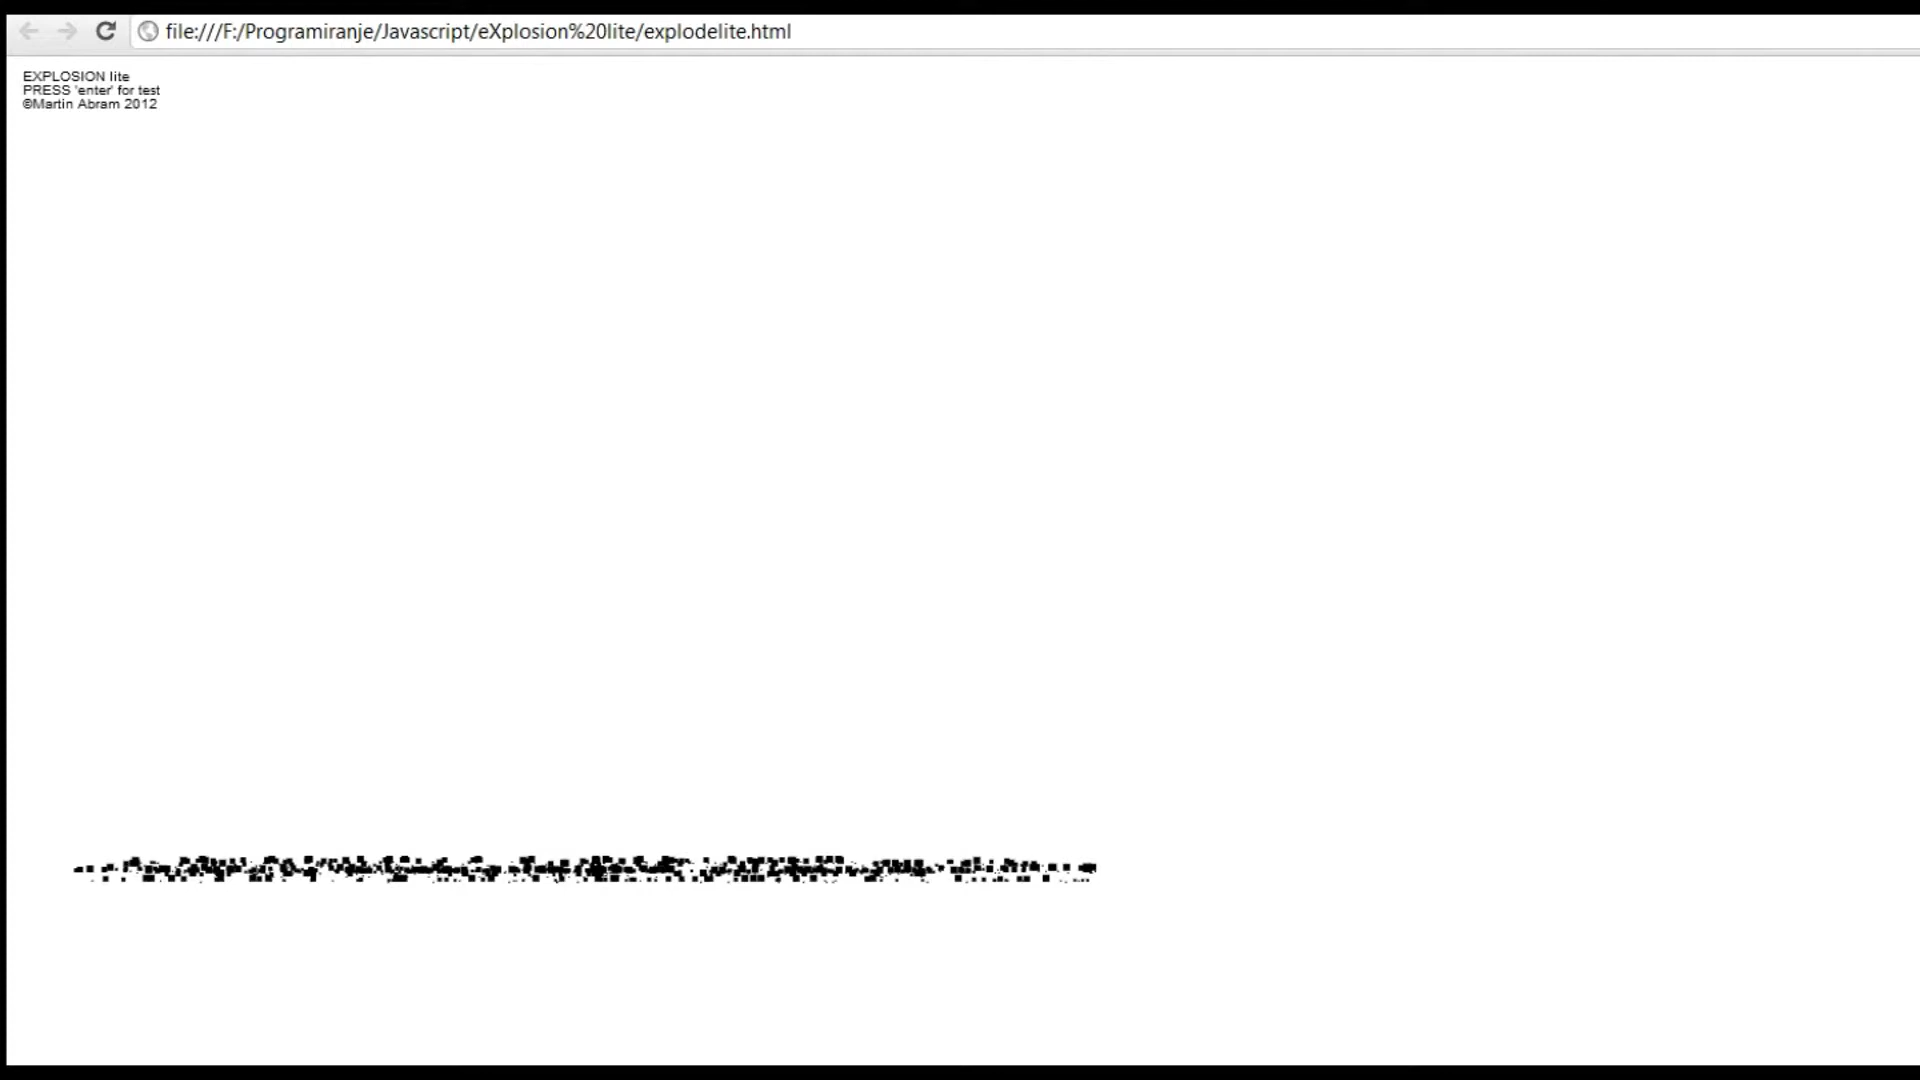 file:///F:/Programiranje/Javascript/eXplosion%20lite/explodelite.html
EXPLOSION lite
PRESS 'enter' for test
©Martin Abram 2012